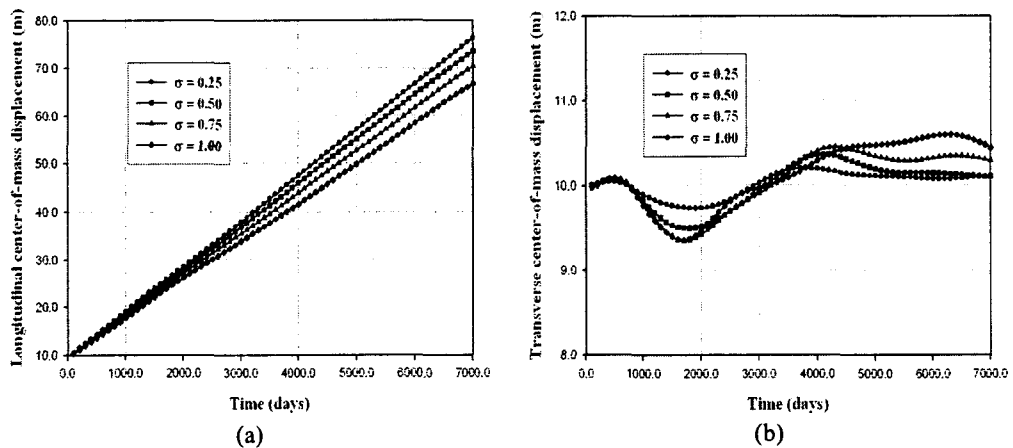 Longitudinal center-of-mass displacement (m)
80.0
70.0
60.0
50.0
40.0
30.0
20.0
10.0
σ = 0.25
σ = 0.50
σ = 0.75
σ = 1.00
0.0 1000.0 2000.0 3000.0 4000.0 5000.0 6000.0 7000.0
Time (days)
(a)
Transverse center-of-mass displacement (m)
12.0
11.0
10.0
9.0
8.0
σ = 0.25
σ = 0.50
σ = 0.75
σ = 1.00
0.0 1000.0 2000.0 3000.0 4000.0 5000.0 6000.0 7000.0
Time (days)
(b)